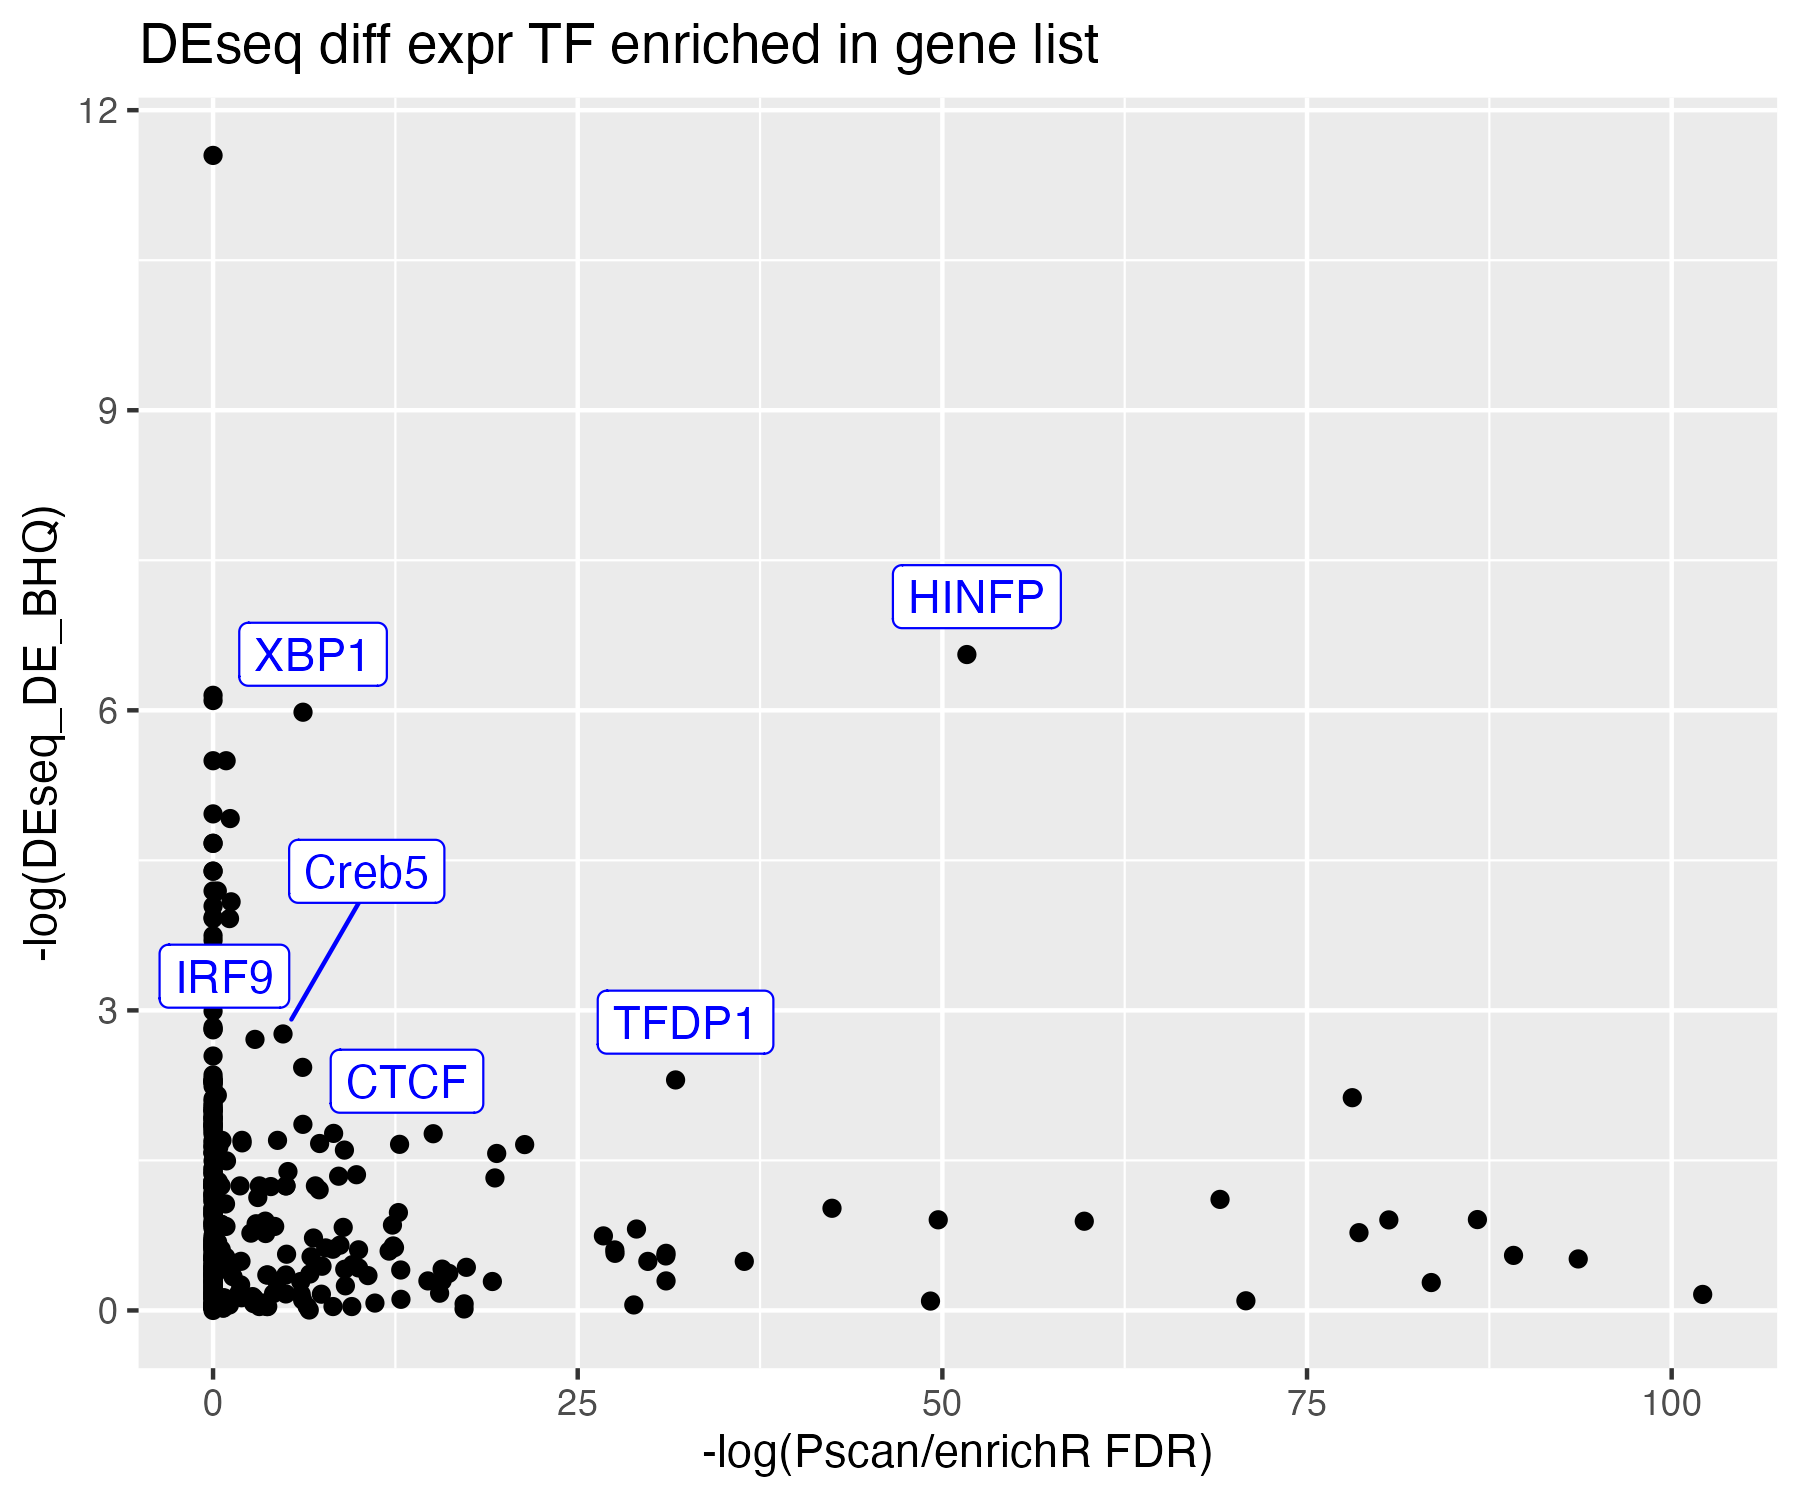 DEseq diff expr TF enriched in gene list
12
9
6
3
0
-log(DEseq_DE_BHQ)
HINFP
XBP1
Creb5
IRF9
TFDP1
CTCF
0
25
50
75
100
-log(Pscan/enrichR FDR)